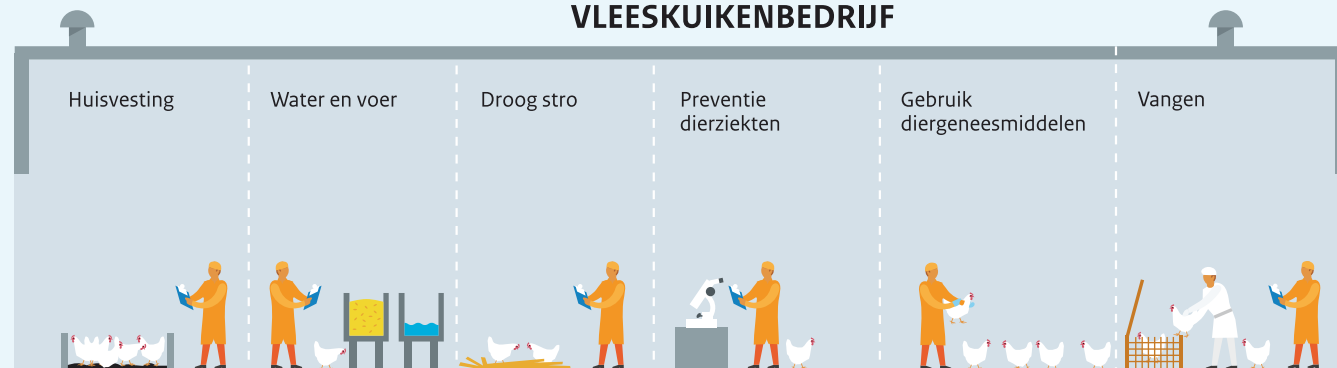 VLEESKUIKENBEDRIJF
Huisvesting
Water en voer
Droog stro
Preventie
dierziekten
Gebruik
diergeneesmiddelen
Vangen